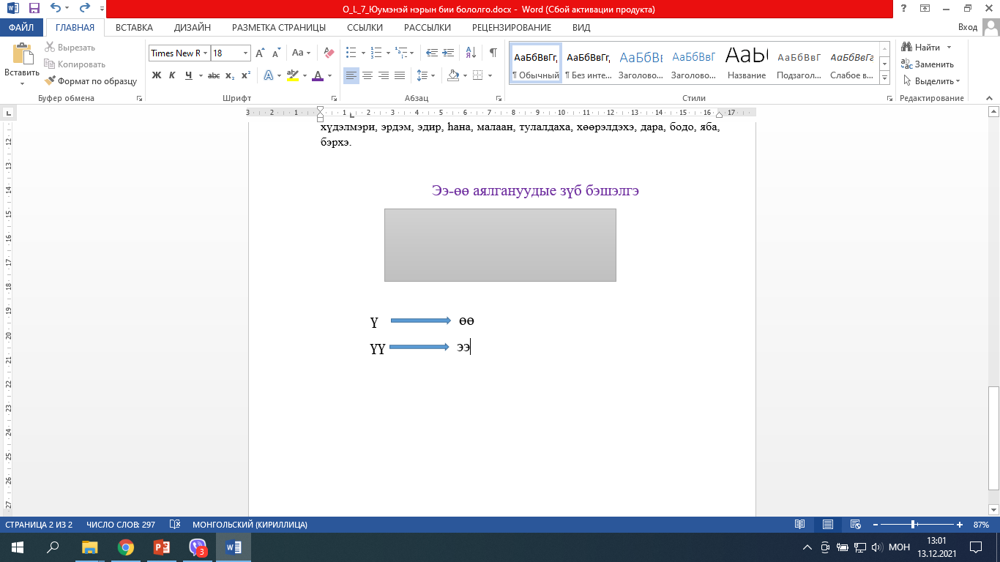 O_L_7_Юумэнэй нэрын бии бололго.docx - Word (Сбой активации продукта)
ФАЙЛ ГЛАВНАЯ ВСТАВКА ДИЗАЙН РАЗМЕТКА СТРАНИЦЫ ССЫЛКИ РАССЫЛКИ РЕЦЕНЗИРОВАНИЕ ВИД Вход
Вставить
Вырезать
Копировать
Формат по образцу
Буфер обмена
Times New R 18
Ж К Ч abc x₂ x²
Шрифт
Абзац
АаБбВвГг, АаБбВвГг, АаБбВв АаБбВвГ АаБ АаБбВвГ АаБбВвГг
¶ Обычный ¶ Без инте... Заголово... Заголово... Название Подзагол... Слабое в...
Стили
Найти
Заменить
Выделить
Редактирование
3 2 1 1 2 3 4 5 6 7 8 9 10 11 12 13 14 15 16 17
12
13
14
15
16
17
18
19
20
21
22
23
24
25
26
27
хүдэлмэри, эрдэм, эдир, һана, малаан, тулалдаха, хөөрэлдэхэ, дара, бодо, яба,
бэрхэ.
Ээ-өө аялгануудые зүб бэшэлгэ
Ү өө
ҮҮ ээ
СТРАНИЦА 2 ИЗ 2 ЧИСЛО СЛОВ: 297 МОНГОЛЬСКИЙ (КИРИЛЛИЦА) 87%
3
МОН
13:01
13.12.2021